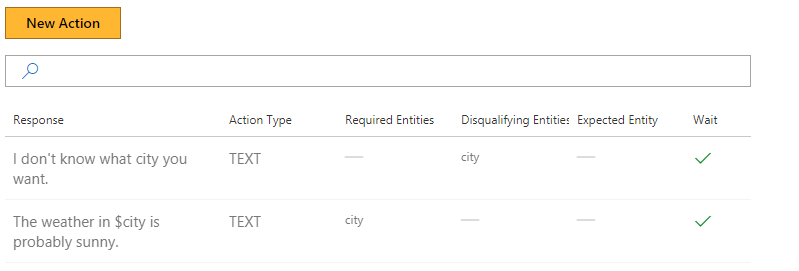 New Action
Response Action Type Required Entities Disqualifying Entities Expected Entity Wait
I don't know what city you TEXT — city —
want.
The weather in $city is TEXT city — —
probably sunny.